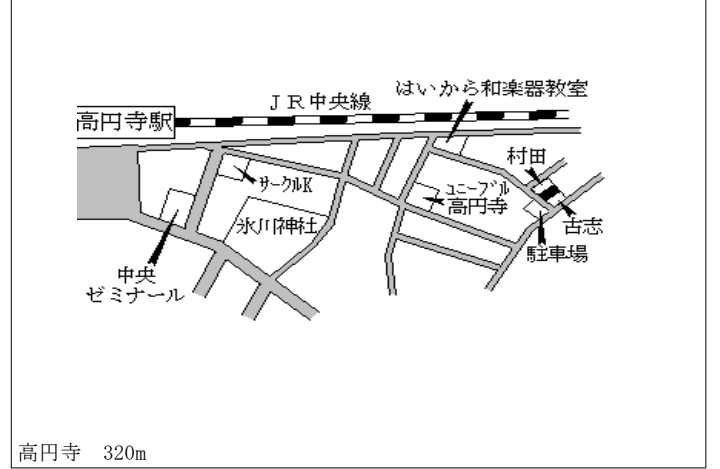 はいから和楽器教室
ＪＲ中央線
高円寺駅
村田
サークルK
ユニーブル
高円寺
氷川神社
古志
駐車場
中央
ゼミナール
高円寺　320m